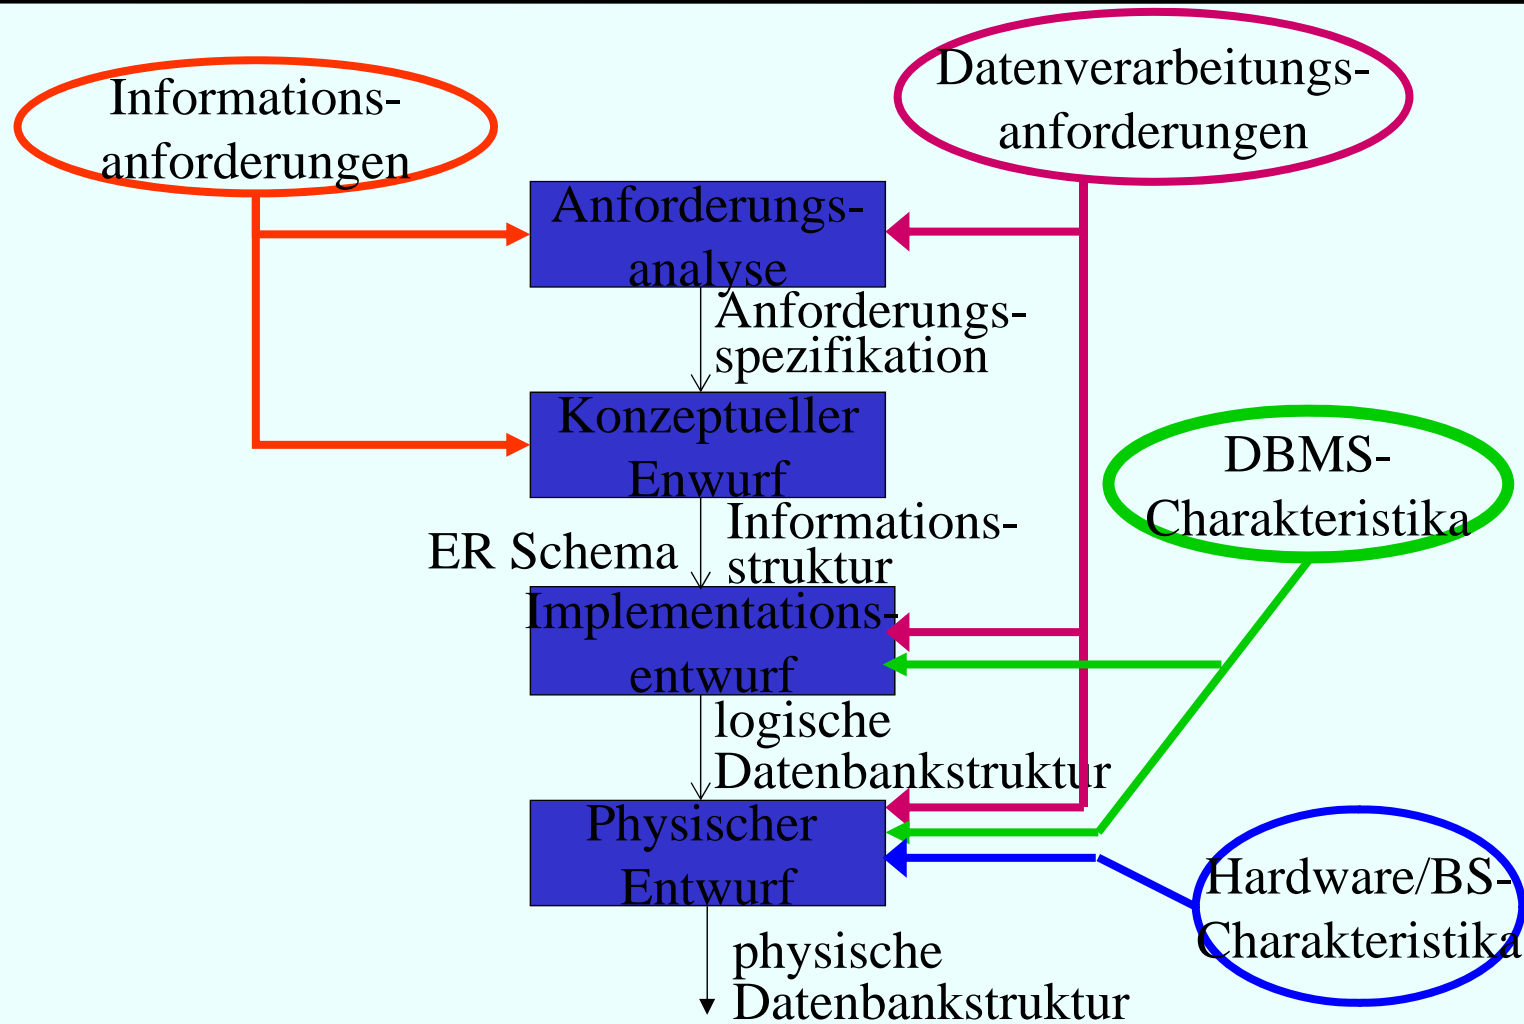 Informations-
anforderungen
Datenverarbeitungs-
anforderungen
Anforderungs-
analyse
Anforderungs-
spezifikation
Konzeptueller
Enwurf
DBMS-
Charakteristika
ER Schema
Informations-
struktur
Implementations-
entwurf
logische
Datenbankstruktur
Physischer
Entwurf
Hardware/BS-
Charakteristika
physische
Datenbankstruktur